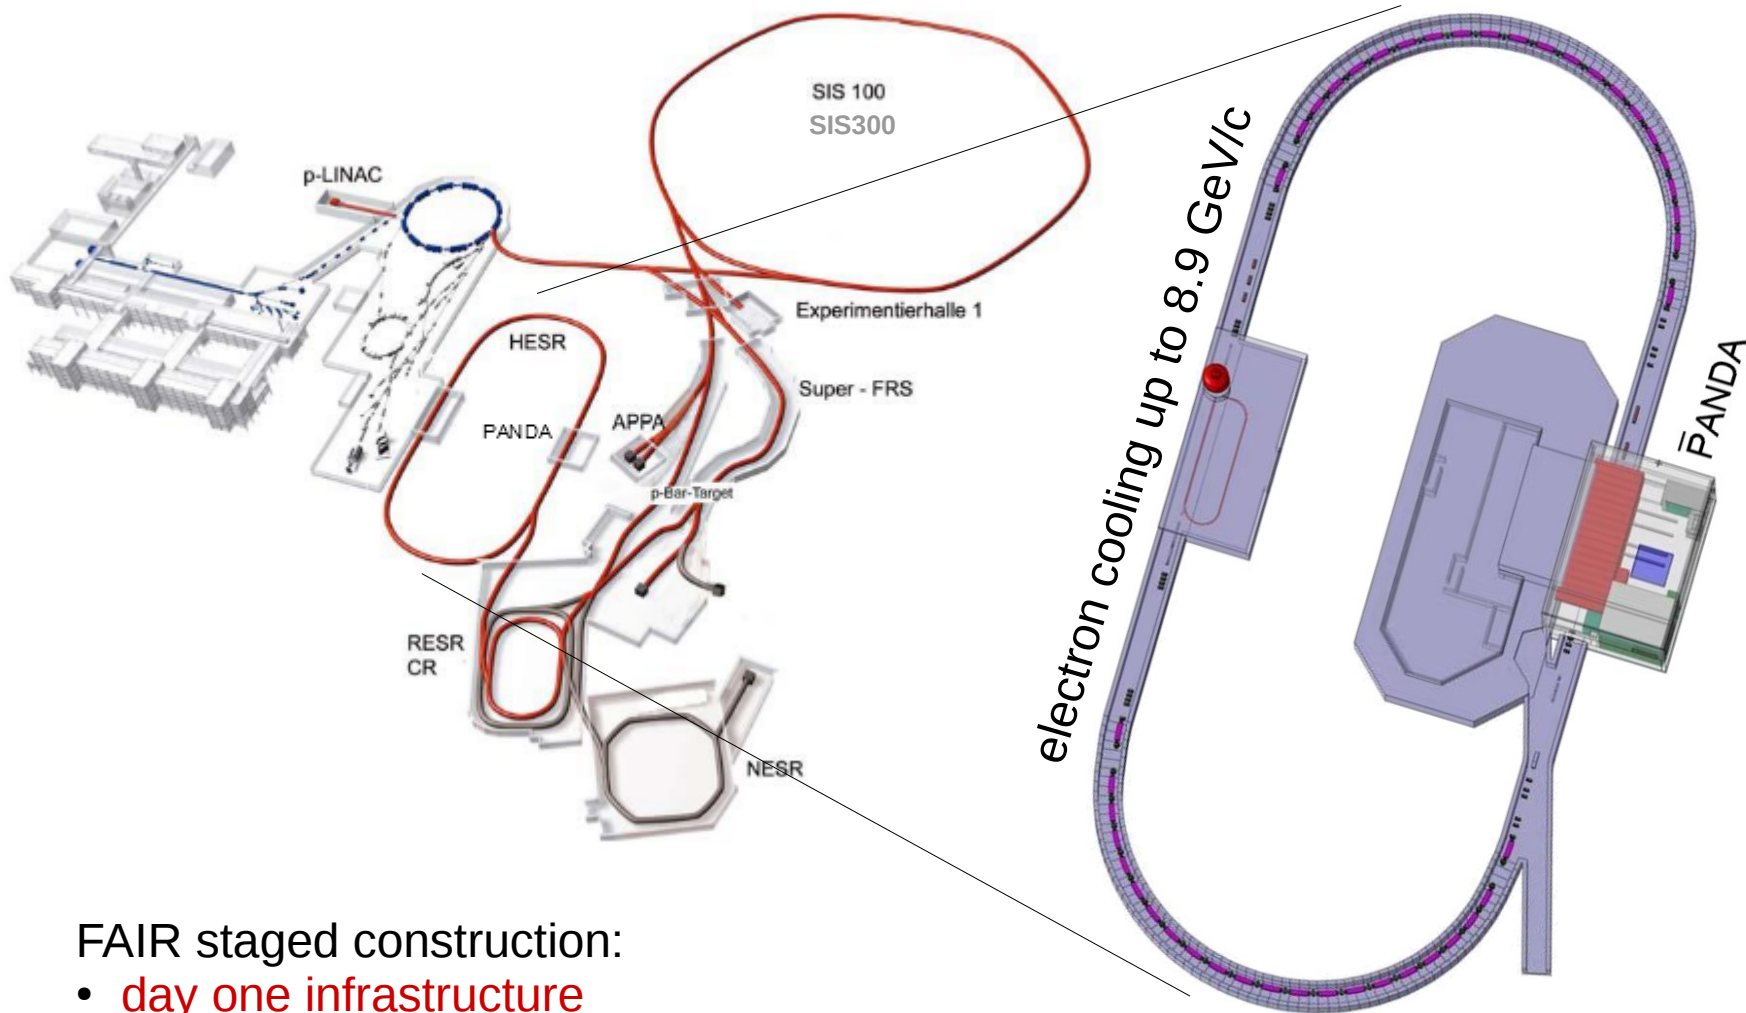 SIS 100
SIS300
p-LINAC
Experimentierhalle 1
HESR
Super - FRS
APPA
PANDA
p-Bar-Target
RESR
CR
NESR
electron cooling up to 8.9 GeV/c
P̅ANDA
FAIR staged construction:
• day one infrastructure